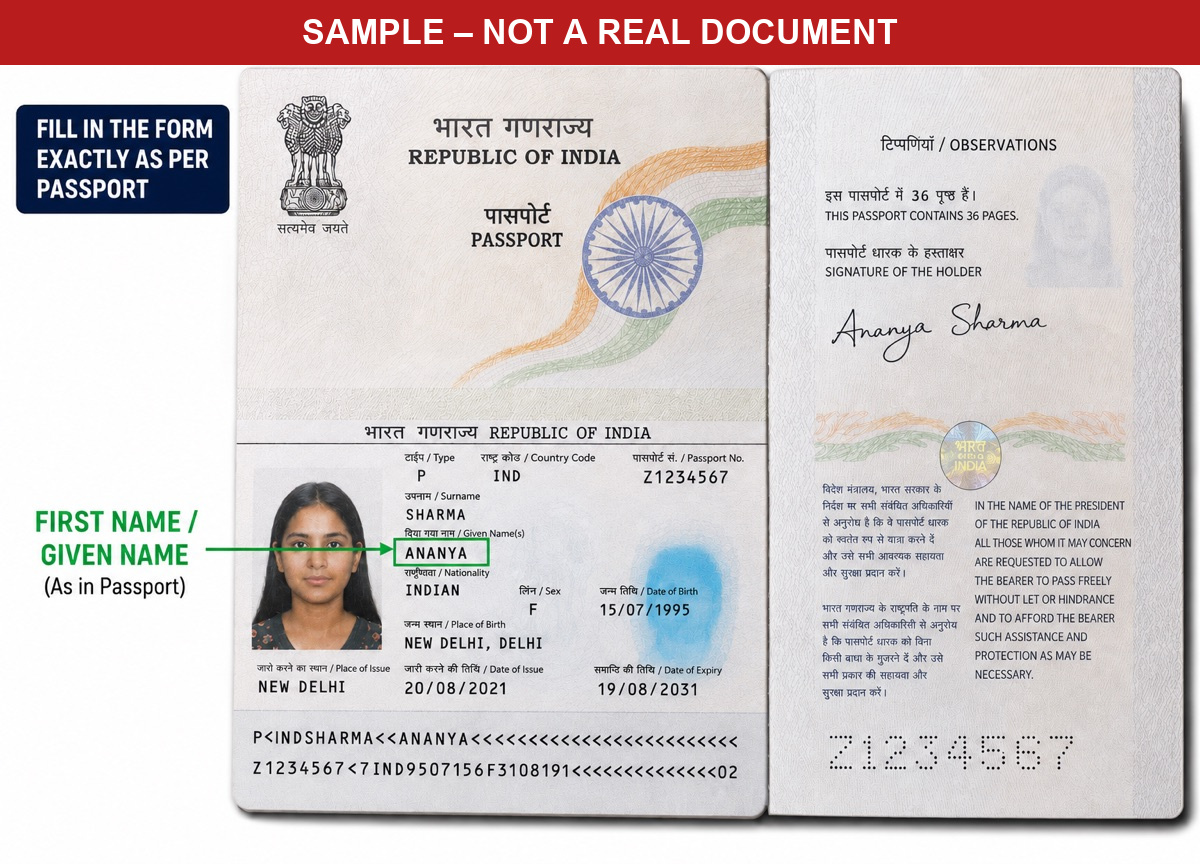 SAMPLE – NOT A REAL DOCUMENT
FILL IN THE FORM
EXACTLY AS PER
PASSPORT
सत्यमेव जयते
भारत गणराज्य
REPUBLIC OF INDIA
पासपोर्ट
PASSPORT
भारत गणराज्य REPUBLIC OF INDIA
टाईप / Type राष्ट्र कोड / Country Code पासपोर्ट सं. / Passport No.
P IND Z1234567
उपनाम / Surname
SHARMA
दिया गया नाम / Given Name(s)
ANANYA
FIRST NAME /
GIVEN NAME
(As in Passport)
/ Nationality
INDIAN
लिंग / Sex
F
जन्म तिथि / Date of Birth
15/07/1995
जन्म स्थान / Place of Birth
NEW DELHI, DELHI
जारो करने का स्थान / Place of Issue
NEW DELHI
जारी करने की तिथि / Date of Issue
20/08/2021
समाप्ति की तिथि / Date of Expiry
19/08/2031
P<INDSHARMA<<ANANYA<<<<<<<<<<<<<<<<<<<<<<<<<
Z1234567<7IND9507156F3108191<<<<<<<<<<<<<<02
टिप्पणियाँ / OBSERVATIONS
इस पासपोर्ट में 36 पृष्ठ हैं।
THIS PASSPORT CONTAINS 36 PAGES.
पासपोर्ट धारक के हस्ताक्षर
SIGNATURE OF THE HOLDER
Ananya Sharma
भारत
INDIA
विदेश मंत्रालय, भारत सरकार के
निर्देश मर सभी संबंधित अधिकारियों
से अनुरोध है कि वे पासपोर्ट धारक
को स्वतंत रुप से यात्रा करने दें
और उसे सभी आवश्यक सहायता
और सुरक्षा प्रदान करें।
भारत गणराज्य के राष्ट्रपति के नाम पर
सभी संबंधित अधिकारिसी से अनुरोय
है कि पासपोर्ट धारक को विना
किसी बाधा के गुजरने दें और उसे
सभी प्रकार की सहायवा और
सुरक्षा प्रदान करें।
IN THE NAME OF THE PRESIDENT
OF THE REPUBLIC OF INDIA
ALL THOSE WHOM IT MAY CONCERN
ARE REQUESTED TO ALLOW
THE BEARER TO PASS FREELY
WITHOUT LET OR HINDRANCE
AND TO AFFORD THE BEARER
SUCH ASSISTANCE AND
PROTECTION AS MAY BE
NECESSARY.
Z1234567